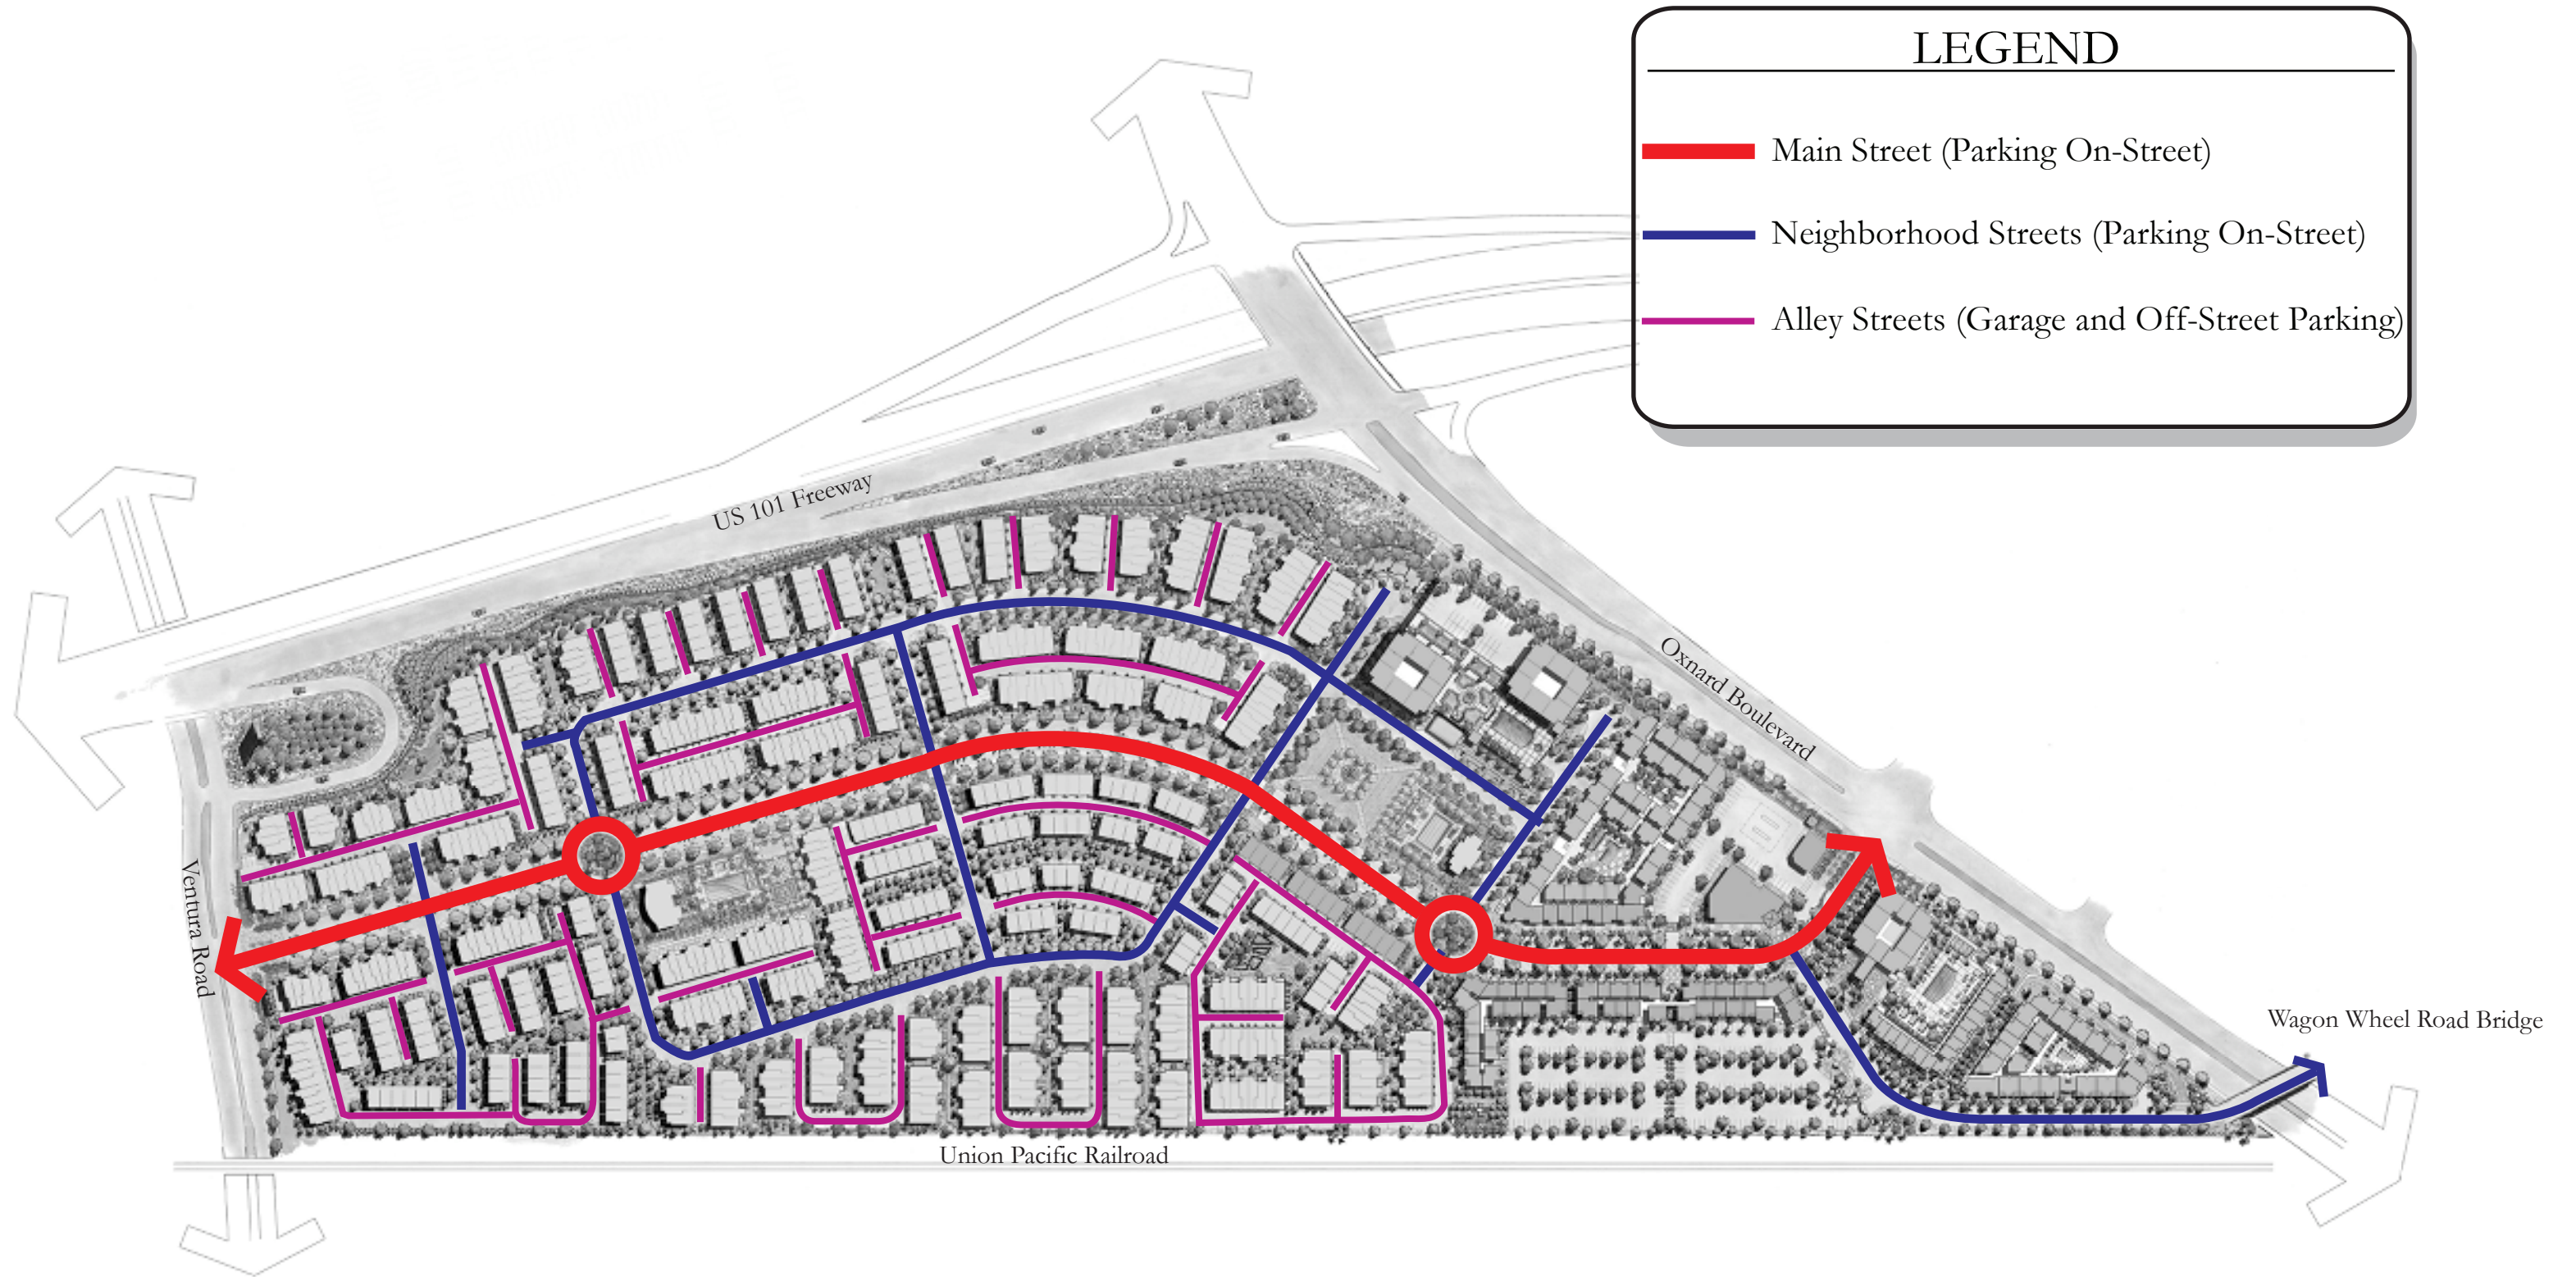 LEGEND
Main Street (Parking On-Street)
Neighborhood Streets (Parking On-Street)
Alley Streets (Garage and Off-Street Parking)
US 101 Freeway
Oxnard Boulevard
Ventura Road
Wagon Wheel Road Bridge
Union Pacific Railroad